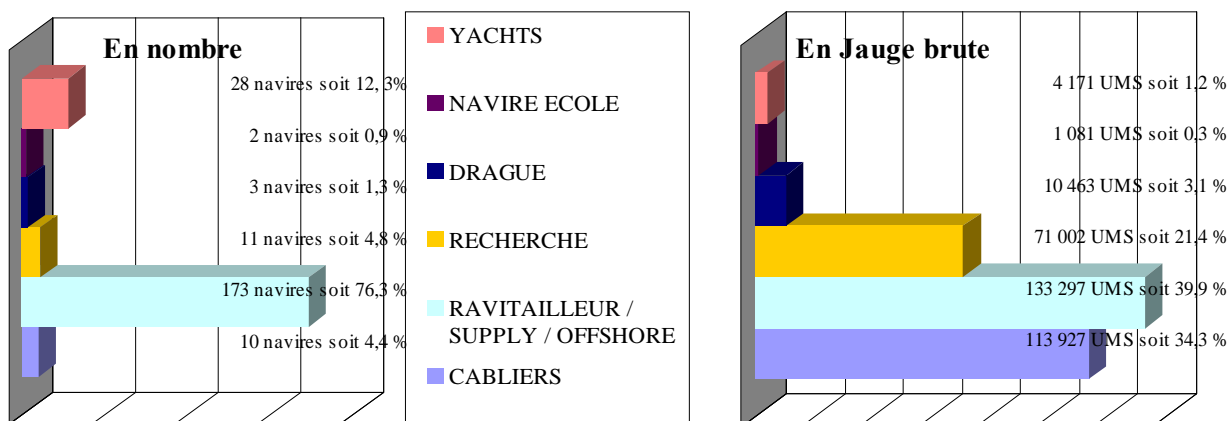 En nombre
28 navires soit 12,3%
2 navires soit 0,9 %
3 navires soit 1,3 %
11 navires soit 4,8 %
173 navires soit 76,3 %
10 navires soit 4,4 %
YACHTS
NAVIRE ECOLE
DRAGUE
RECHERCHE
RAVITAILLEUR /
SUPPLY / OFFSHORE
CABLIERS
En Jauge brute
4 171 UMS soit 1,2 %
1 081 UMS soit 0,3 %
10 463 UMS soit 3,1 %
71 002 UMS soit 21,4 %
133 297 UMS soit 39,9 %
113 927 UMS soit 34,3 %